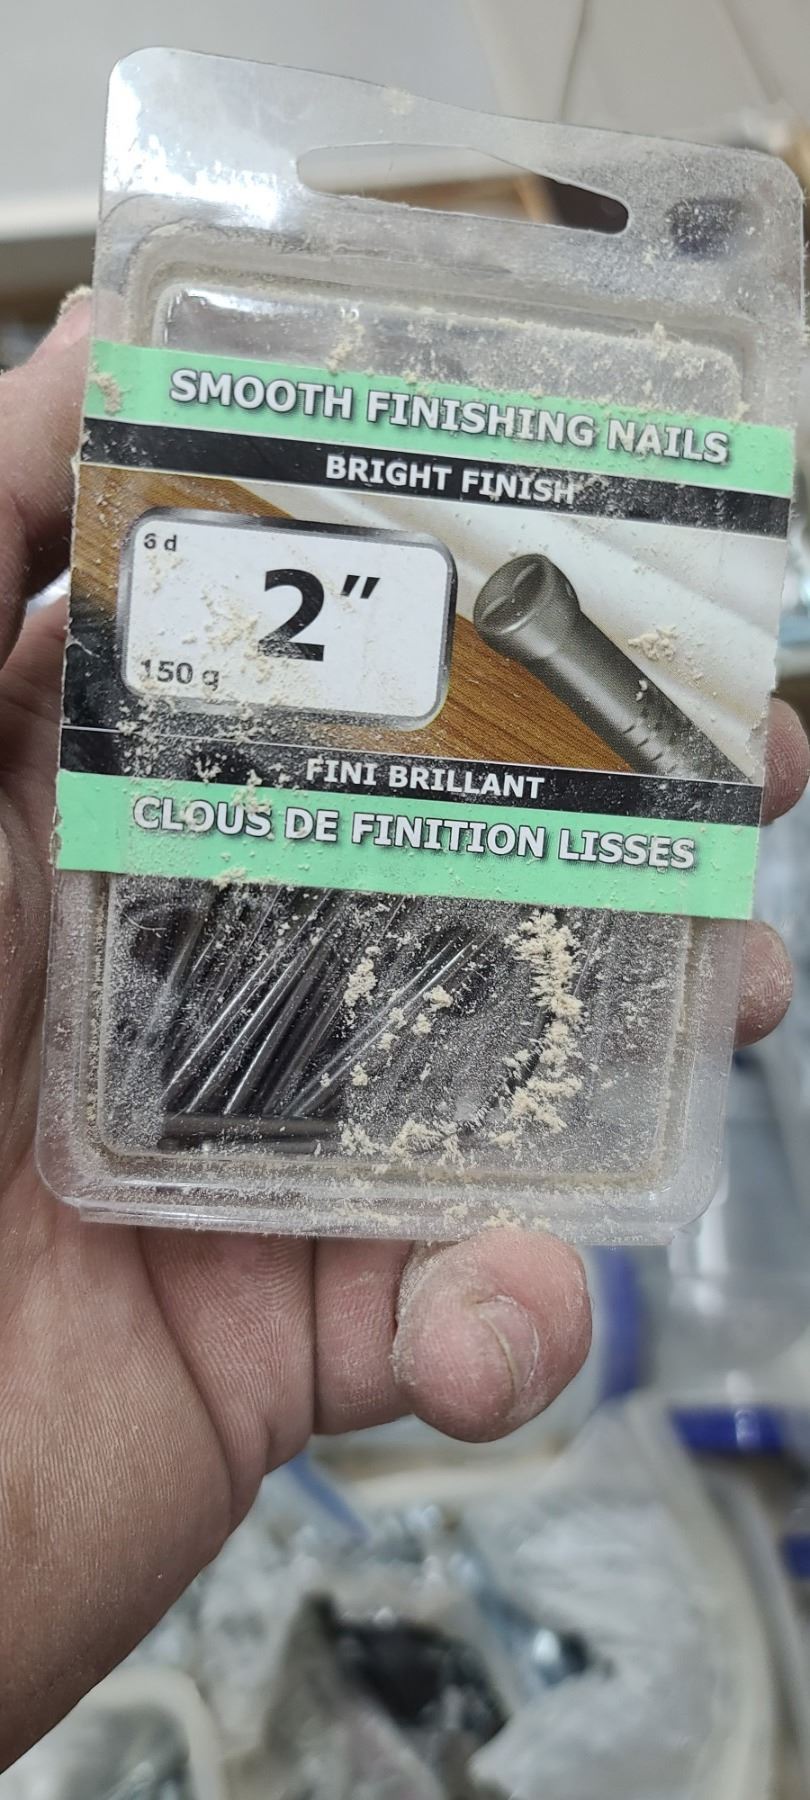 SMOOTH FINISHING NAILS
BRIGHT FINISH
6 d
2"
150 g
FINI BRILLANT
CLOUS DE FINITION LISSES